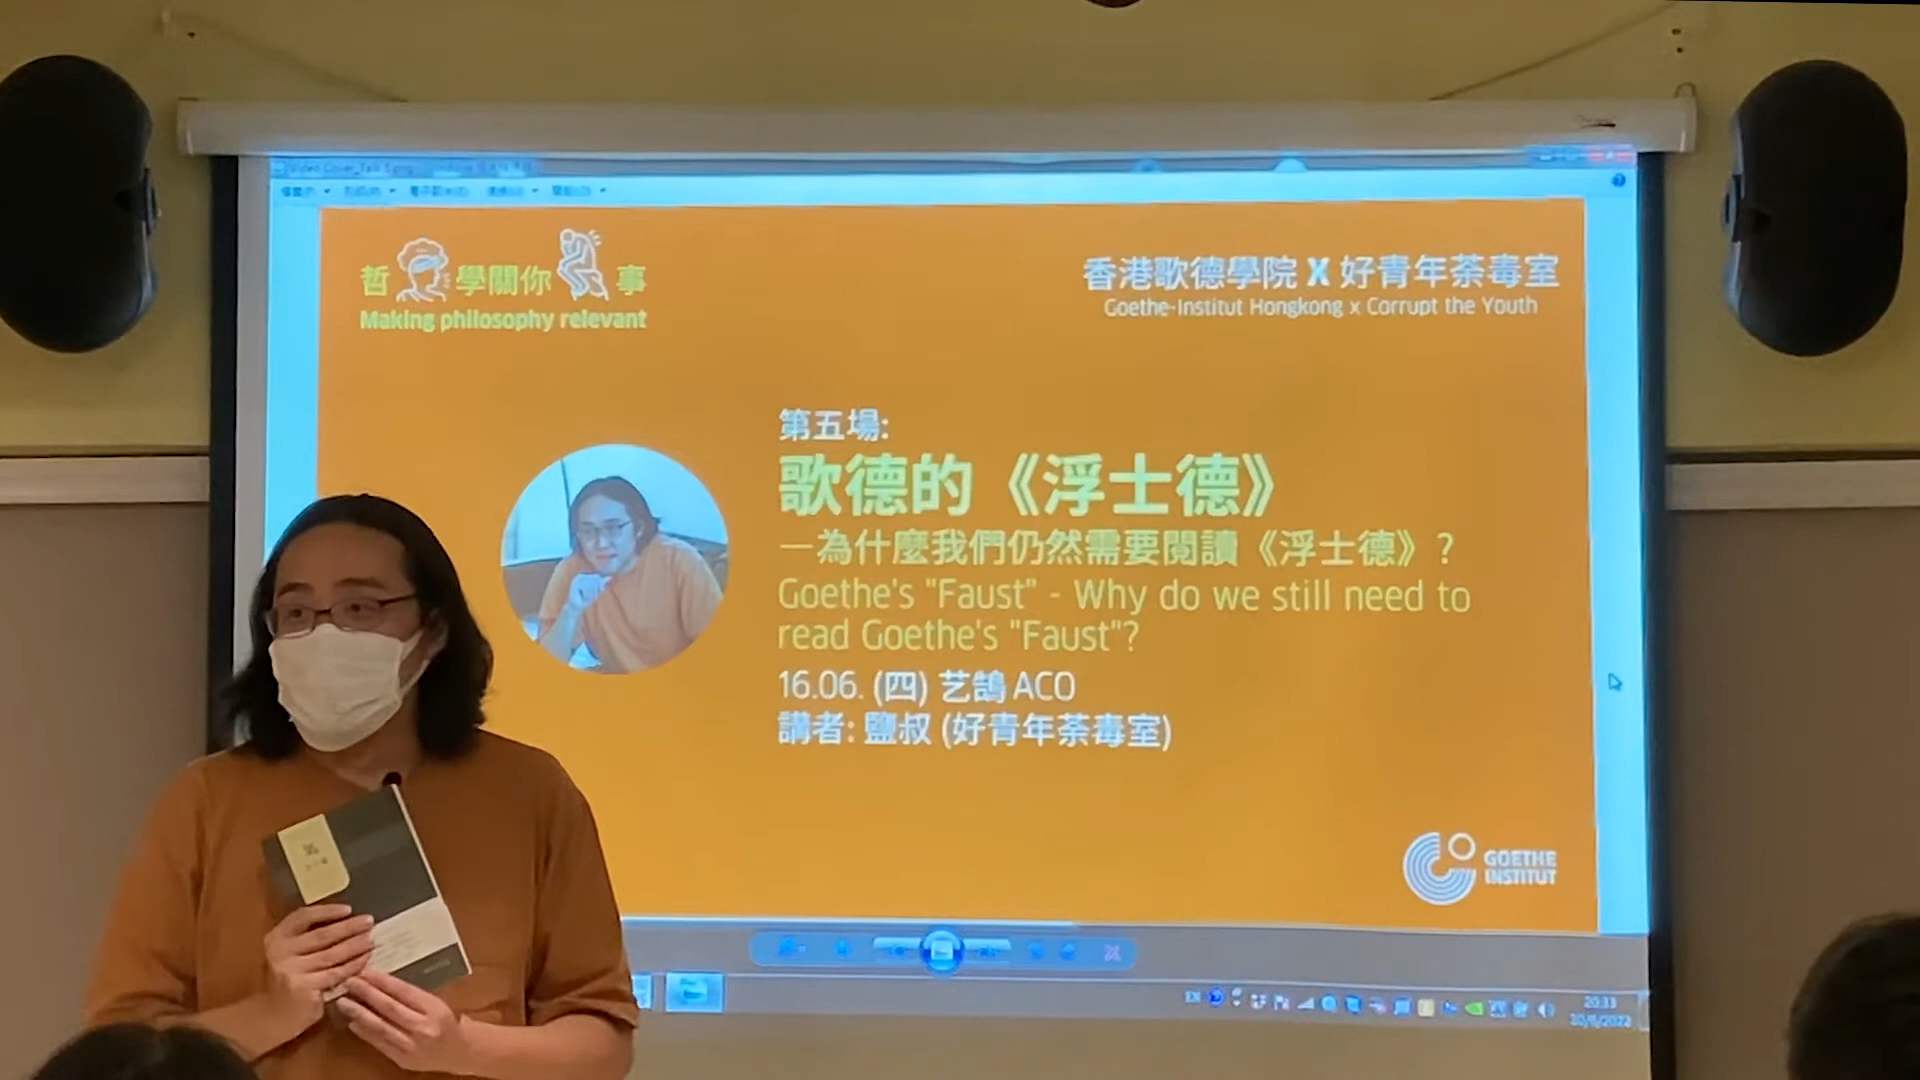 哲學關你事
Making philosophy relevant
香港歌德學院 X 好青年荼毒室
Goethe-Institut Hongkong x Corrupt the Youth
第五場:
歌德的《浮士德》
—為什麼我們仍然需要閱讀《浮士德》?
Goethe's "Faust" - Why do we still need to
read Goethe's "Faust"?
16.06. (四) 艺鵠 ACO
講者: 鹽叔 (好青年荼毒室)
GOETHE
INSTITUT
EN
20:33